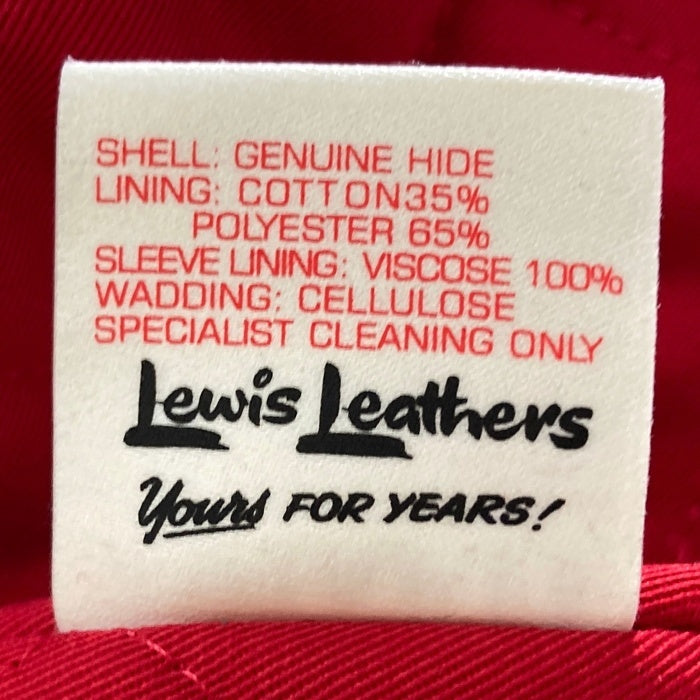 SHELL: GENUINE HIDE
LINING: COTTON35%
POLYESTER 65%
SLEEVE LINING: VISCOSE 100%
WADDING: CELLULOSE
SPECIALIST CLEANING ONLY
Lewis Leathers
Yours FOR YEARS!